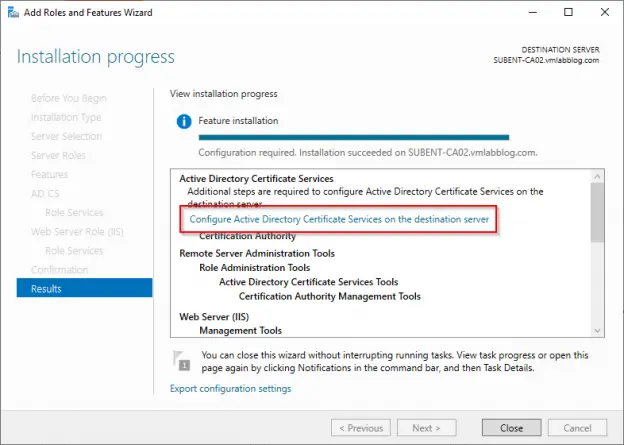 Add Roles and Features Wizard
Installation progress
DESTINATION SERVER
SUBENT-CA02.vmlabblog.com
Before You Begin
Installation Type
Server Selection
Server Roles
Features
AD CS
Role Services
Web Server Role (IIS)
Role Services
Confirmation
Results
View installation progress
Feature installation
Configuration required. Installation succeeded on SUBENT-CA02.vmlabblog.com.
Active Directory Certificate Services
Additional steps are required to configure Active Directory Certificate Services on the
destination server
Configure Active Directory Certificate Services on the destination server
Certification Authority
Remote Server Administration Tools
Role Administration Tools
Active Directory Certificate Services Tools
Certification Authority Management Tools
Web Server (IIS)
Management Tools
1
You can close this wizard without interrupting running tasks. View task progress or open this
page again by clicking Notifications in the command bar, and then Task Details.
Export configuration settings
< Previous
Next >
Close
Cancel